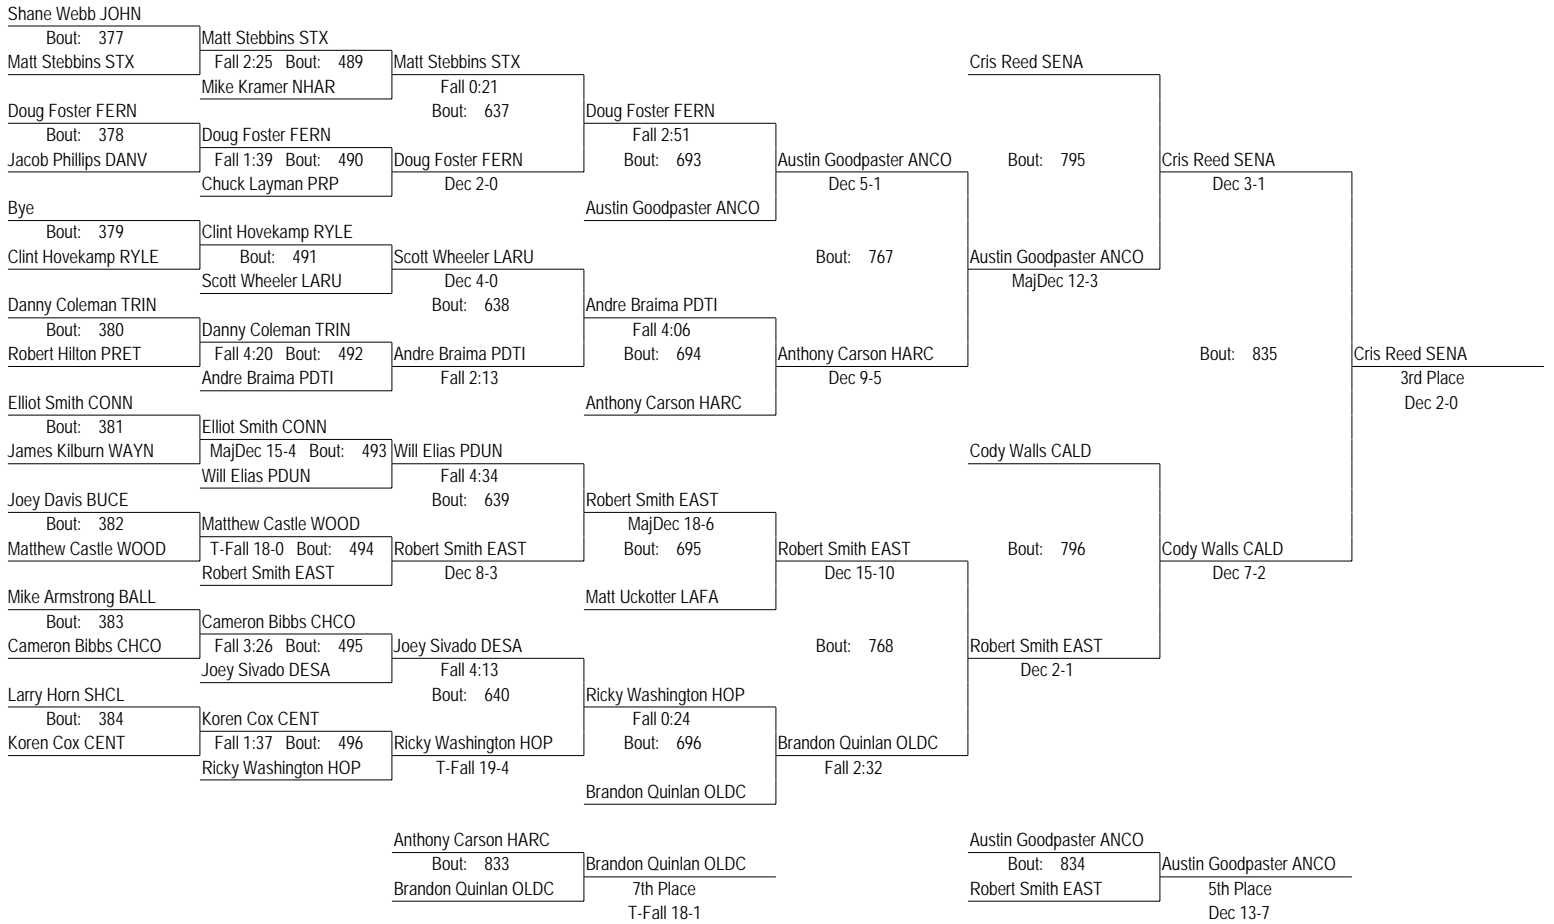 Shane Webb JOHN
Bout: 377 Matt Stebbins STX
Matt Stebbins STX Fall 2:25 Bout: 489 Matt Stebbins STX Cris Reed SENA
Mike Kramer NHAR Fall 0:21
Doug Foster FERN Bout: 637 Doug Foster FERN
Bout: 378 Doug Foster FERN Fall 2:51
Jacob Phillips DANV Fall 1:39 Bout: 490 Doug Foster FERN Bout: 693 Austin Goodpaster ANCO Bout: 795 Cris Reed SENA
Chuck Layman PRP Dec 2-0 Dec 5-1 Dec 3-1
Bye Austin Goodpaster ANCO
Bout: 379 Clint Hovekamp RYLE
Clint Hovekamp RYLE Bout: 491 Scott Wheeler LARU Bout: 767 Austin Goodpaster ANCO
Scott Wheeler LARU Dec 4-0 MajDec 12-3
Danny Coleman TRIN Bout: 638 Andre Braima PDTI
Bout: 380 Danny Coleman TRIN Fall 4:06
Robert Hilton PRET Fall 4:20 Bout: 492 Andre Braima PDTI Bout: 694 Anthony Carson HARC Bout: 835 Cris Reed SENA
Andre Braima PDTI Fall 2:13 Dec 9-5 3rd Place
Elliot Smith CONN Anthony Carson HARC Dec 2-0
Bout: 381 Elliot Smith CONN
James Kilburn WAYN MajDec 15-4 Bout: 493 Will Elias PDUN Cody Walls CALD
Will Elias PDUN Fall 4:34
Joey Davis BUCE Bout: 639 Robert Smith EAST
Bout: 382 Matthew Castle WOOD MajDec 18-6
Matthew Castle WOOD T-Fall 18-0 Bout: 494 Robert Smith EAST Bout: 695 Robert Smith EAST Bout: 796 Cody Walls CALD
Robert Smith EAST Dec 8-3 Dec 15-10 Dec 7-2
Mike Armstrong BALL Matt Uckotter LAFA
Bout: 383 Cameron Bibbs CHCO
Cameron Bibbs CHCO Fall 3:26 Bout: 495 Joey Sivado DESA Bout: 768 Robert Smith EAST
Joey Sivado DESA Fall 4:13 Dec 2-1
Larry Horn SHCL Bout: 640 Ricky Washington HOP
Bout: 384 Koren Cox CENT Fall 0:24
Koren Cox CENT Fall 1:37 Bout: 496 Ricky Washington HOP Bout: 696 Brandon Quinlan OLDC
Ricky Washington HOP T-Fall 19-4 Fall 2:32
Brandon Quinlan OLDC
Anthony Carson HARC Austin Goodpaster ANCO
Bout: 833 Brandon Quinlan OLDC Bout: 834 Austin Goodpaster ANCO
Brandon Quinlan OLDC 7th Place Robert Smith EAST 5th Place
T-Fall 18-1 Dec 13-7